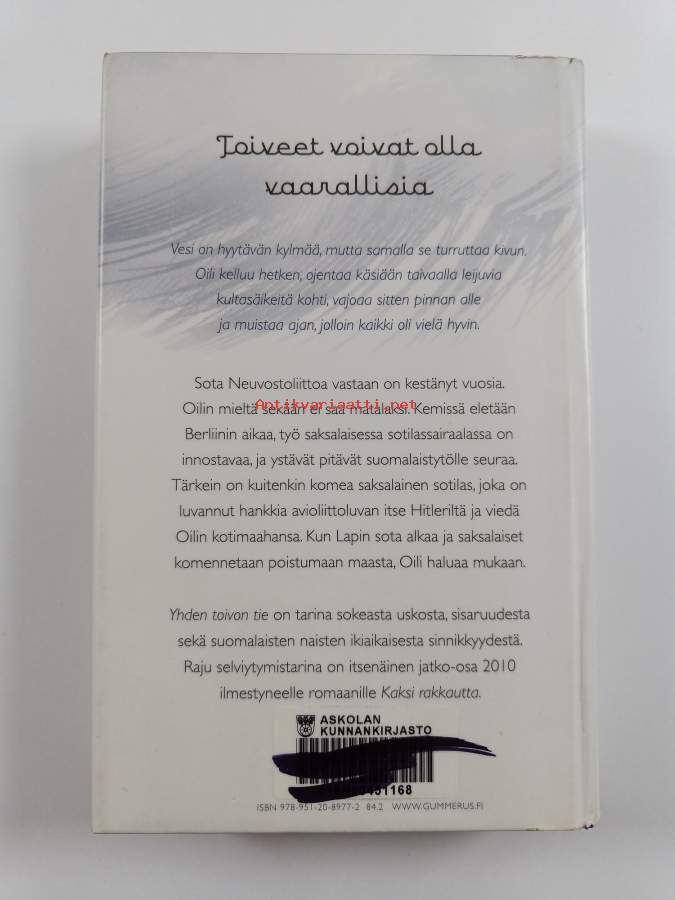 Toiveet voivat olla
vaarallisia
Vesi on hyytävän kylmää, mutta samalla se turruttaa kivun.
Oili kelluu hetken, ojentaa käsiään taivaalla leijuvia
kultasäikeitä kohti, vajoaa sitten pinnan alle
ja muistaa ajan, jolloin kaikki oli vielä hyvin.
Sota Neuvostoliittoa vastaan on kestänyt vuosia.
Antikvariaatti.net
Oilin mieltä sekään ei saa matalaksi. Kemissä eletään
Berliinin aikaa, työ saksalaisessa sotilassairaalassa on
innostavaa, ja ystävät pitävät suomalaistytölle seuraa.
Tärkein on kuitenkin komea saksalainen sotilas, joka on
luvannut hankkia avioliittoluvan itse Hitleriltä ja viedä
Oilin kotimaahansa. Kun Lapin sota alkaa ja saksalaiset
komennetaan poistumaan maasta, Oili haluaa mukaan.
Yhden toivon tie on tarina sokeasta uskosta, sisaruudesta
sekä suomalaisten naisten ikiaikaisesta sinnikkyydestä.
Raju selviytymistarina on itsenäinen jatko-osa 2010
ilmestyneelle romaanille Kaksi rakkautta.
ASKOLAN
KUNNANKIRJASTO
ISBN 978-951-20-8977-2 84.2 WWW.GUMMERUS.FI